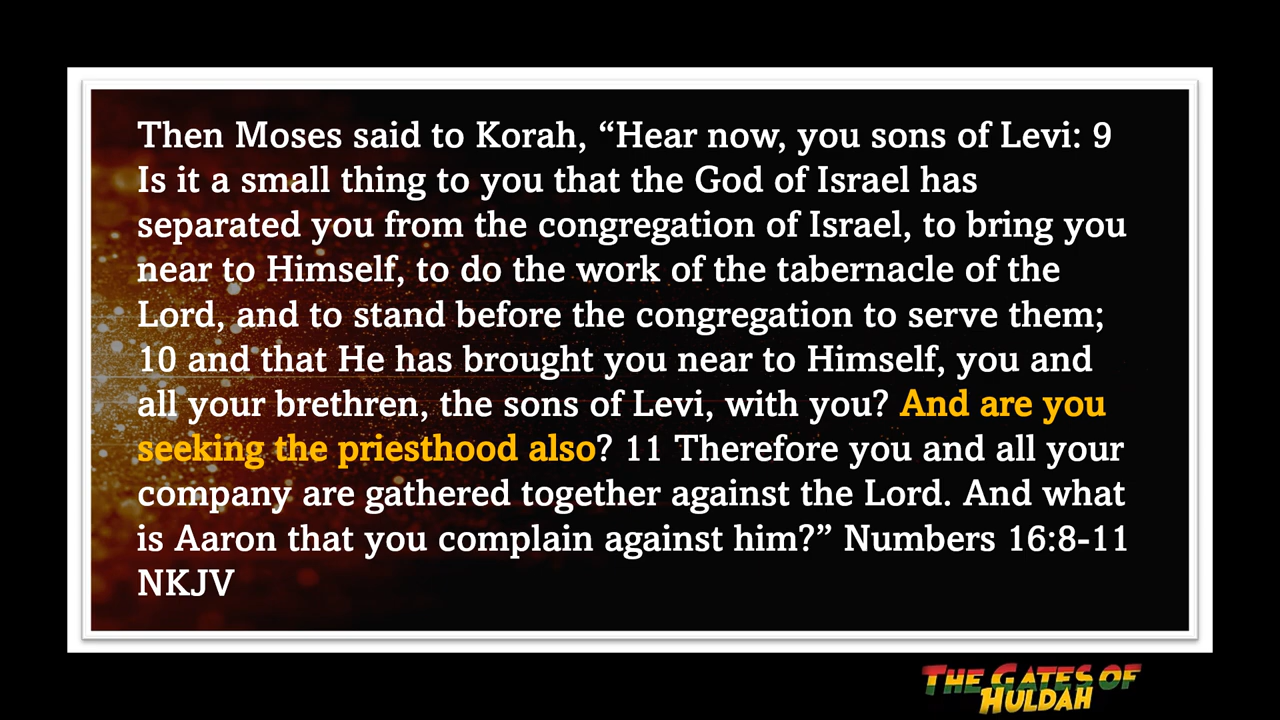 Then Moses said to Korah, “Hear now, you sons of Levi: 9
Is it a small thing to you that the God of Israel has
separated you from the congregation of Israel, to bring you
near to Himself, to do the work of the tabernacle of the
Lord, and to stand before the congregation to serve them;
10 and that He has brought you near to Himself, you and
all your brethren, the sons of Levi, with you? And are you
seeking the priesthood also? 11 Therefore you and all your
company are gathered together against the Lord. And what
is Aaron that you complain against him?” Numbers 16:8-11
NKJV
THE GATES OF
HULDAH